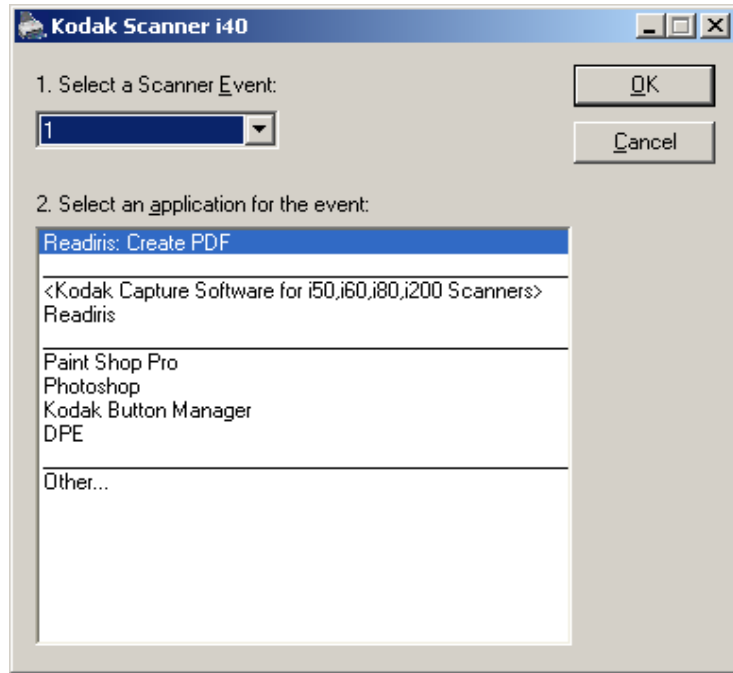 Kodak Scanner i40
1. Select a Scanner Event:
OK
1
Cancel
2. Select an application for the event:
Readiris: Create PDF
<Kodak Capture Software for i50,i60,i80,i200 Scanners>
Readiris
Paint Shop Pro
Photoshop
Kodak Button Manager
DPE
Other...